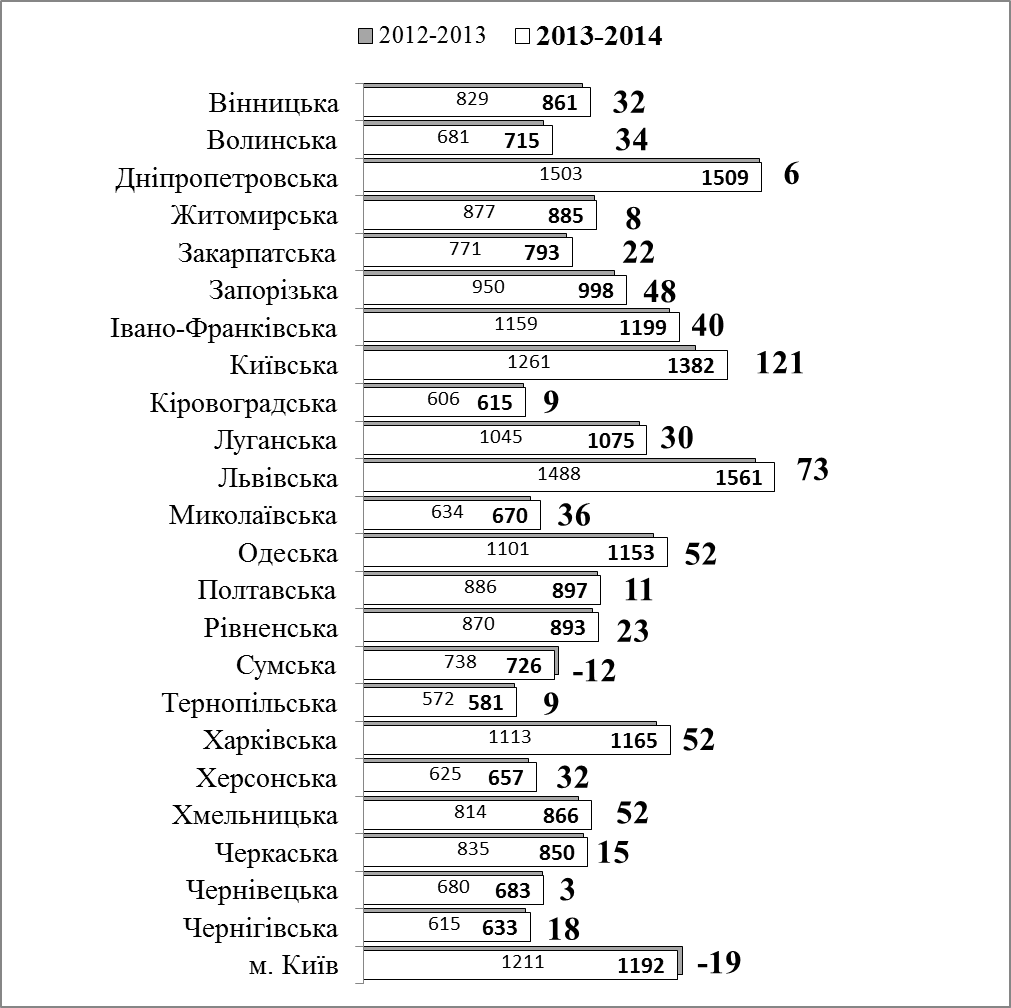 2012-2013 2013-2014
Вінницька 829 861 32
Волинська 681 715 34
Дніпропетровська 1503 1509 6
Житомирська 877 885 8
Закарпатська 771 793 22
Запорізька 950 998 48
Івано-Франківська 1159 1199 40
Київська 1261 1382 121
Кіровоградська 606 615 9
Луганська 1045 1075 30
Львівська 1488 1561 73
Миколаївська 634 670 36
Одеська 1101 1153 52
Полтавська 886 897 11
Рівненська 870 893 23
Сумська 738 726 -12
Тернопільська 572 581 9
Харківська 1113 1165 52
Херсонська 625 657 32
Хмельницька 814 866 52
Черкаська 835 850 15
Чернівецька 680 683 3
Чернігівська 615 633 18
м. Київ 1211 1192 -19